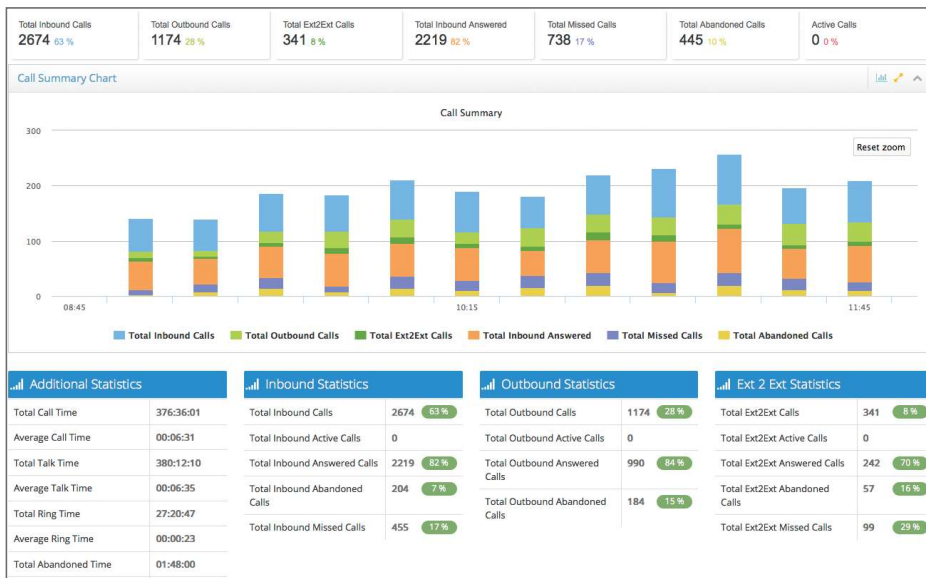 Total Inbound Calls
2674 63 %
Total Outbound Calls
1174 28 %
Total Ext2Ext Calls
341 8 %
Total Inbound Answered
2219 82 %
Total Missed Calls
738 17 %
Total Abandoned Calls
445 10 %
Active Calls
0 0 %
Call Summary Chart
Call Summary
Reset zoom
300
200
100
0
08:45
10:15
11:45
Total Inbound Calls
Total Outbound Calls
Total Ext2Ext Calls
Total Inbound Answered
Total Missed Calls
Total Abandoned Calls
Additional Statistics
Total Call Time 376:36:01
Average Call Time 00:06:31
Total Talk Time 380:12:10
Average Talk Time 00:06:35
Total Ring Time 27:20:47
Average Ring Time 00:00:23
Total Abandoned Time 01:48:00
Inbound Statistics
Total Inbound Calls 2674 63 %
Total Inbound Active Calls 0
Total Inbound Answered Calls 2219 82 %
Total Inbound Abandoned 204 7 %
Calls
Total Inbound Missed Calls 455 17 %
Outbound Statistics
Total Outbound Calls 1174 28 %
Total Outbound Active Calls 0
Total Outbound Answered 990 84 %
Calls
Total Outbound Abandoned 184 15 %
Calls
Ext 2 Ext Statistics
Total Ext2Ext Calls 341 8 %
Total Ext2Ext Active Calls 0
Total Ext2Ext Answered Calls 242 70 %
Total Ext2Ext Abandoned 57 16 %
Calls
Total Ext2Ext Missed Calls 99 29 %